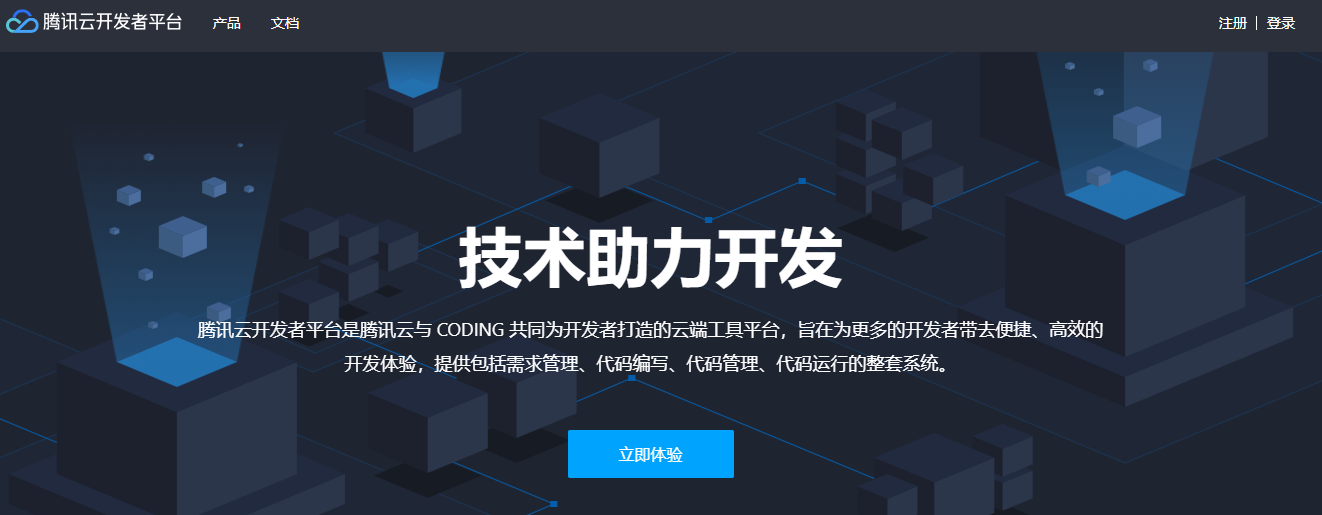 腾讯云开发者平台 产品 文档 注册 | 登录
技术助力开发
腾讯云开发者平台是腾讯云与 CODING 共同为开发者打造的云端工具平台，旨在为更多的开发者带去便捷、高效的
开发体验，提供包括需求管理、代码编写、代码管理、代码运行的整套系统。
立即体验